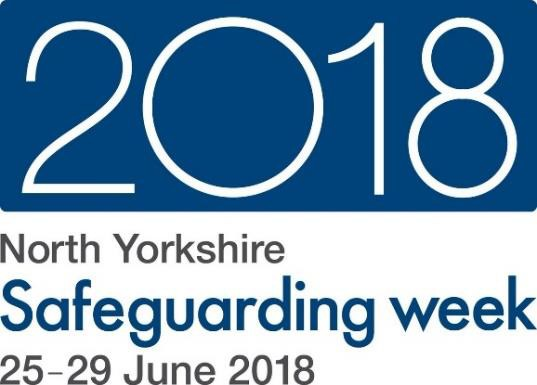 2018
North Yorkshire
Safeguarding week
25-29 June 2018